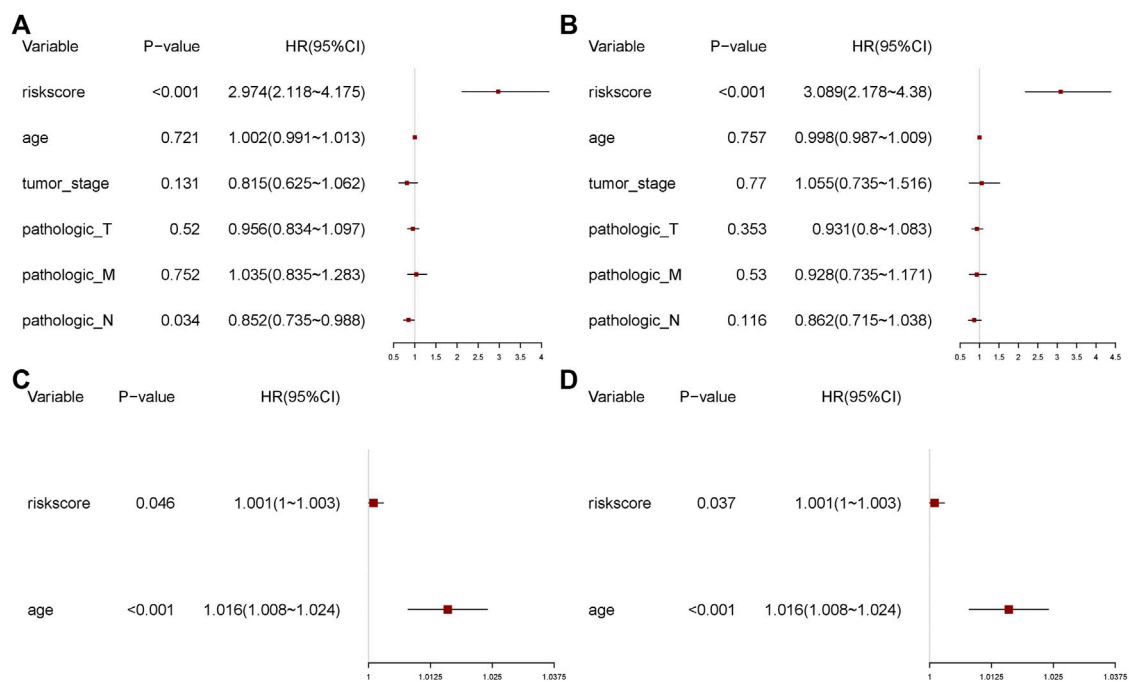 A
Variable P−value HR(95%CI)
riskscore <0.001 2.974(2.118~4.175)
age 0.721 1.002(0.991~1.013)
tumor_stage 0.131 0.815(0.625~1.062)
pathologic_T 0.52 0.956(0.834~1.097)
pathologic_M 0.752 1.035(0.835~1.283)
pathologic_N 0.034 0.852(0.735~0.988)
0.5 1 1.5 2 2.5 3 3.5 4
B
Variable P−value HR(95%CI)
riskscore <0.001 3.089(2.178~4.38)
age 0.757 0.998(0.987~1.009)
tumor_stage 0.77 1.055(0.735~1.516)
pathologic_T 0.353 0.931(0.8~1.083)
pathologic_M 0.53 0.928(0.735~1.171)
pathologic_N 0.116 0.862(0.715~1.038)
0.5 1 1.5 2 2.5 3 3.5 4 4.5
C
Variable P−value HR(95%CI)
riskscore 0.046 1.001(1~1.003)
age <0.001 1.016(1.008~1.024)
1 1.0125 1.025 1.0375
D
Variable P−value HR(95%CI)
riskscore 0.037 1.001(1~1.003)
age <0.001 1.016(1.008~1.024)
1 1.0125 1.025 1.0375